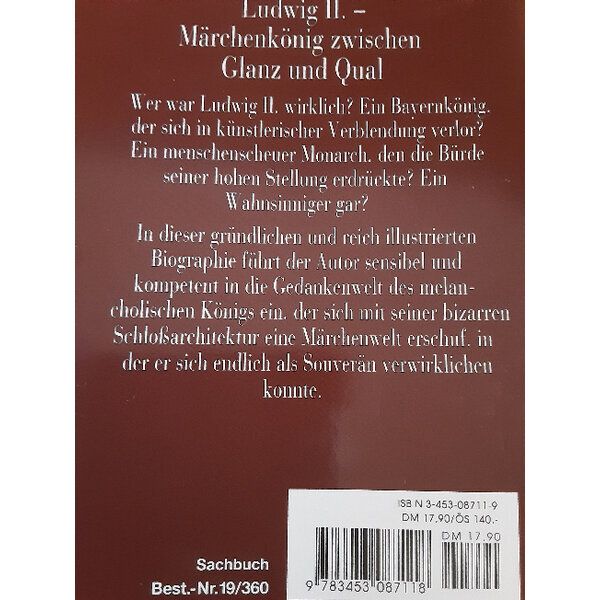 Ludwig II. –
Märchenkönig zwischen
Glanz und Qual
Wer war Ludwig II. wirklich? Ein Bayernkönig,
der sich in künstlerischer Verblendung verlor?
Ein menschenscheuer Monarch, den die Bürde
seiner hohen Stellung erdrückte? Ein
Wahnsinniger gar?
In dieser gründlichen und reich illustrierten
Biographie führt der Autor sensibel und
kompetent in die Gedankenwelt des melan-
cholischen Königs ein, der sich mit seiner bizarren
Schloßarchitektur eine Märchenwelt erschuf, in
der er sich endlich als Souverän verwirklichen
konnte.
ISBN 3-453-08711-9
DM 17,90/ÖS 140,-
DM 17,90
9 783453 087118
Sachbuch
Best.-Nr. 19/360